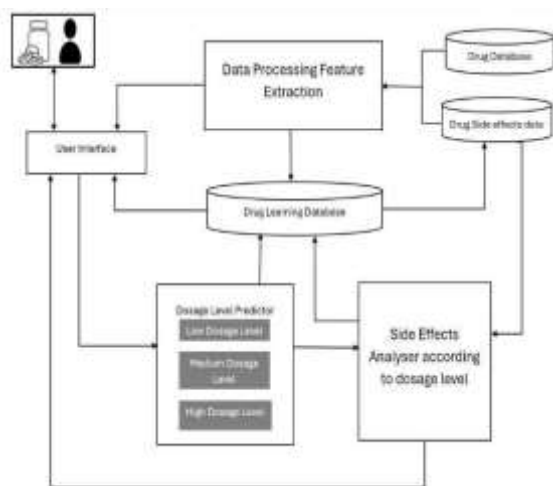 Data Processing Feature
Extraction
Drug Database
Drug Side effects data
User Interface
Drug Learning Database
Dosage Level Predictor
Low Dosage Level
Medium Dosage
Level
High Dosage Level
Side Effects
Analyser according
to dosage level